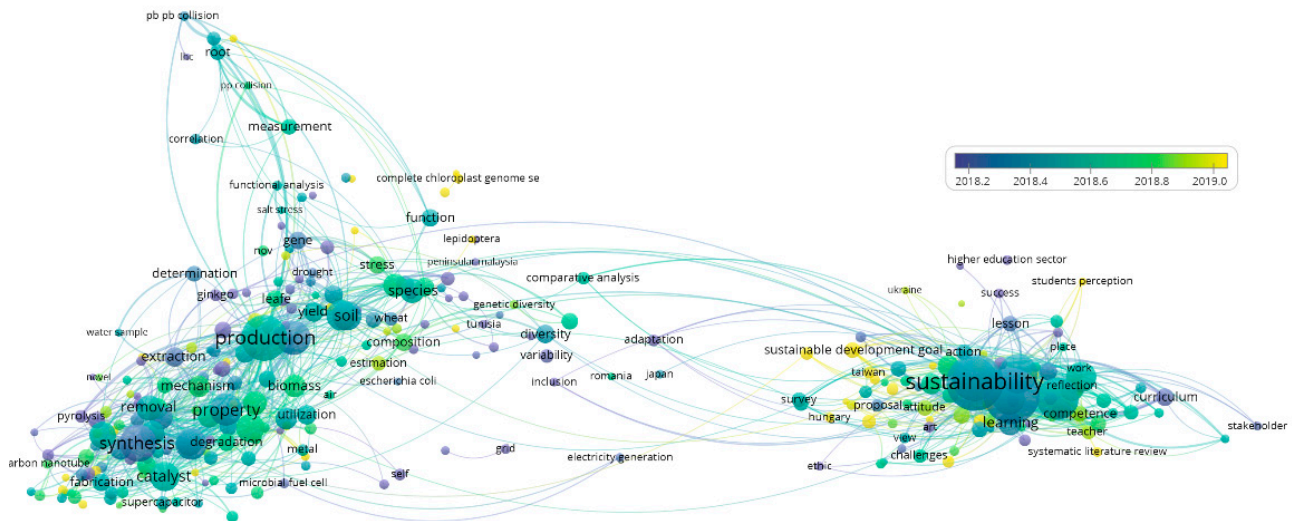 pb pb collision
root
lhc
pp collision
measurement
correlation
complete chloroplast genome se
functional analysis
salt stress
function
gene
lepidoptera
nov
stress
peninsular malaysia
determination
drought
comparative analysis
ginkgo
leafe
species
yield
soil
wheat
genetic diversity
tunisia
water sample
production
composition
diversity
adaptation
extraction
estimation
variability
novel
mechanism
biomass
escherichia coli
inclusion
romania
japan
air
pyrolysis
removal
property
utilization
synthesis
degradation
metal
arbon nanotube
catalyst
grid
electricity generation
self
fabrication
microbial fuel cell
supercapacitor
2018.2 2018.4 2018.6 2018.8 2019.0
higher education sector
ukraine
success
students perception
lesson
sustainable development goal
action
place
taiwan
sustainability
work
reflection
survey
proposal
attitude
curriculum
hungary
competence
art
learning
teacher
stakeholder
view
challenges
systematic literature review
ethic